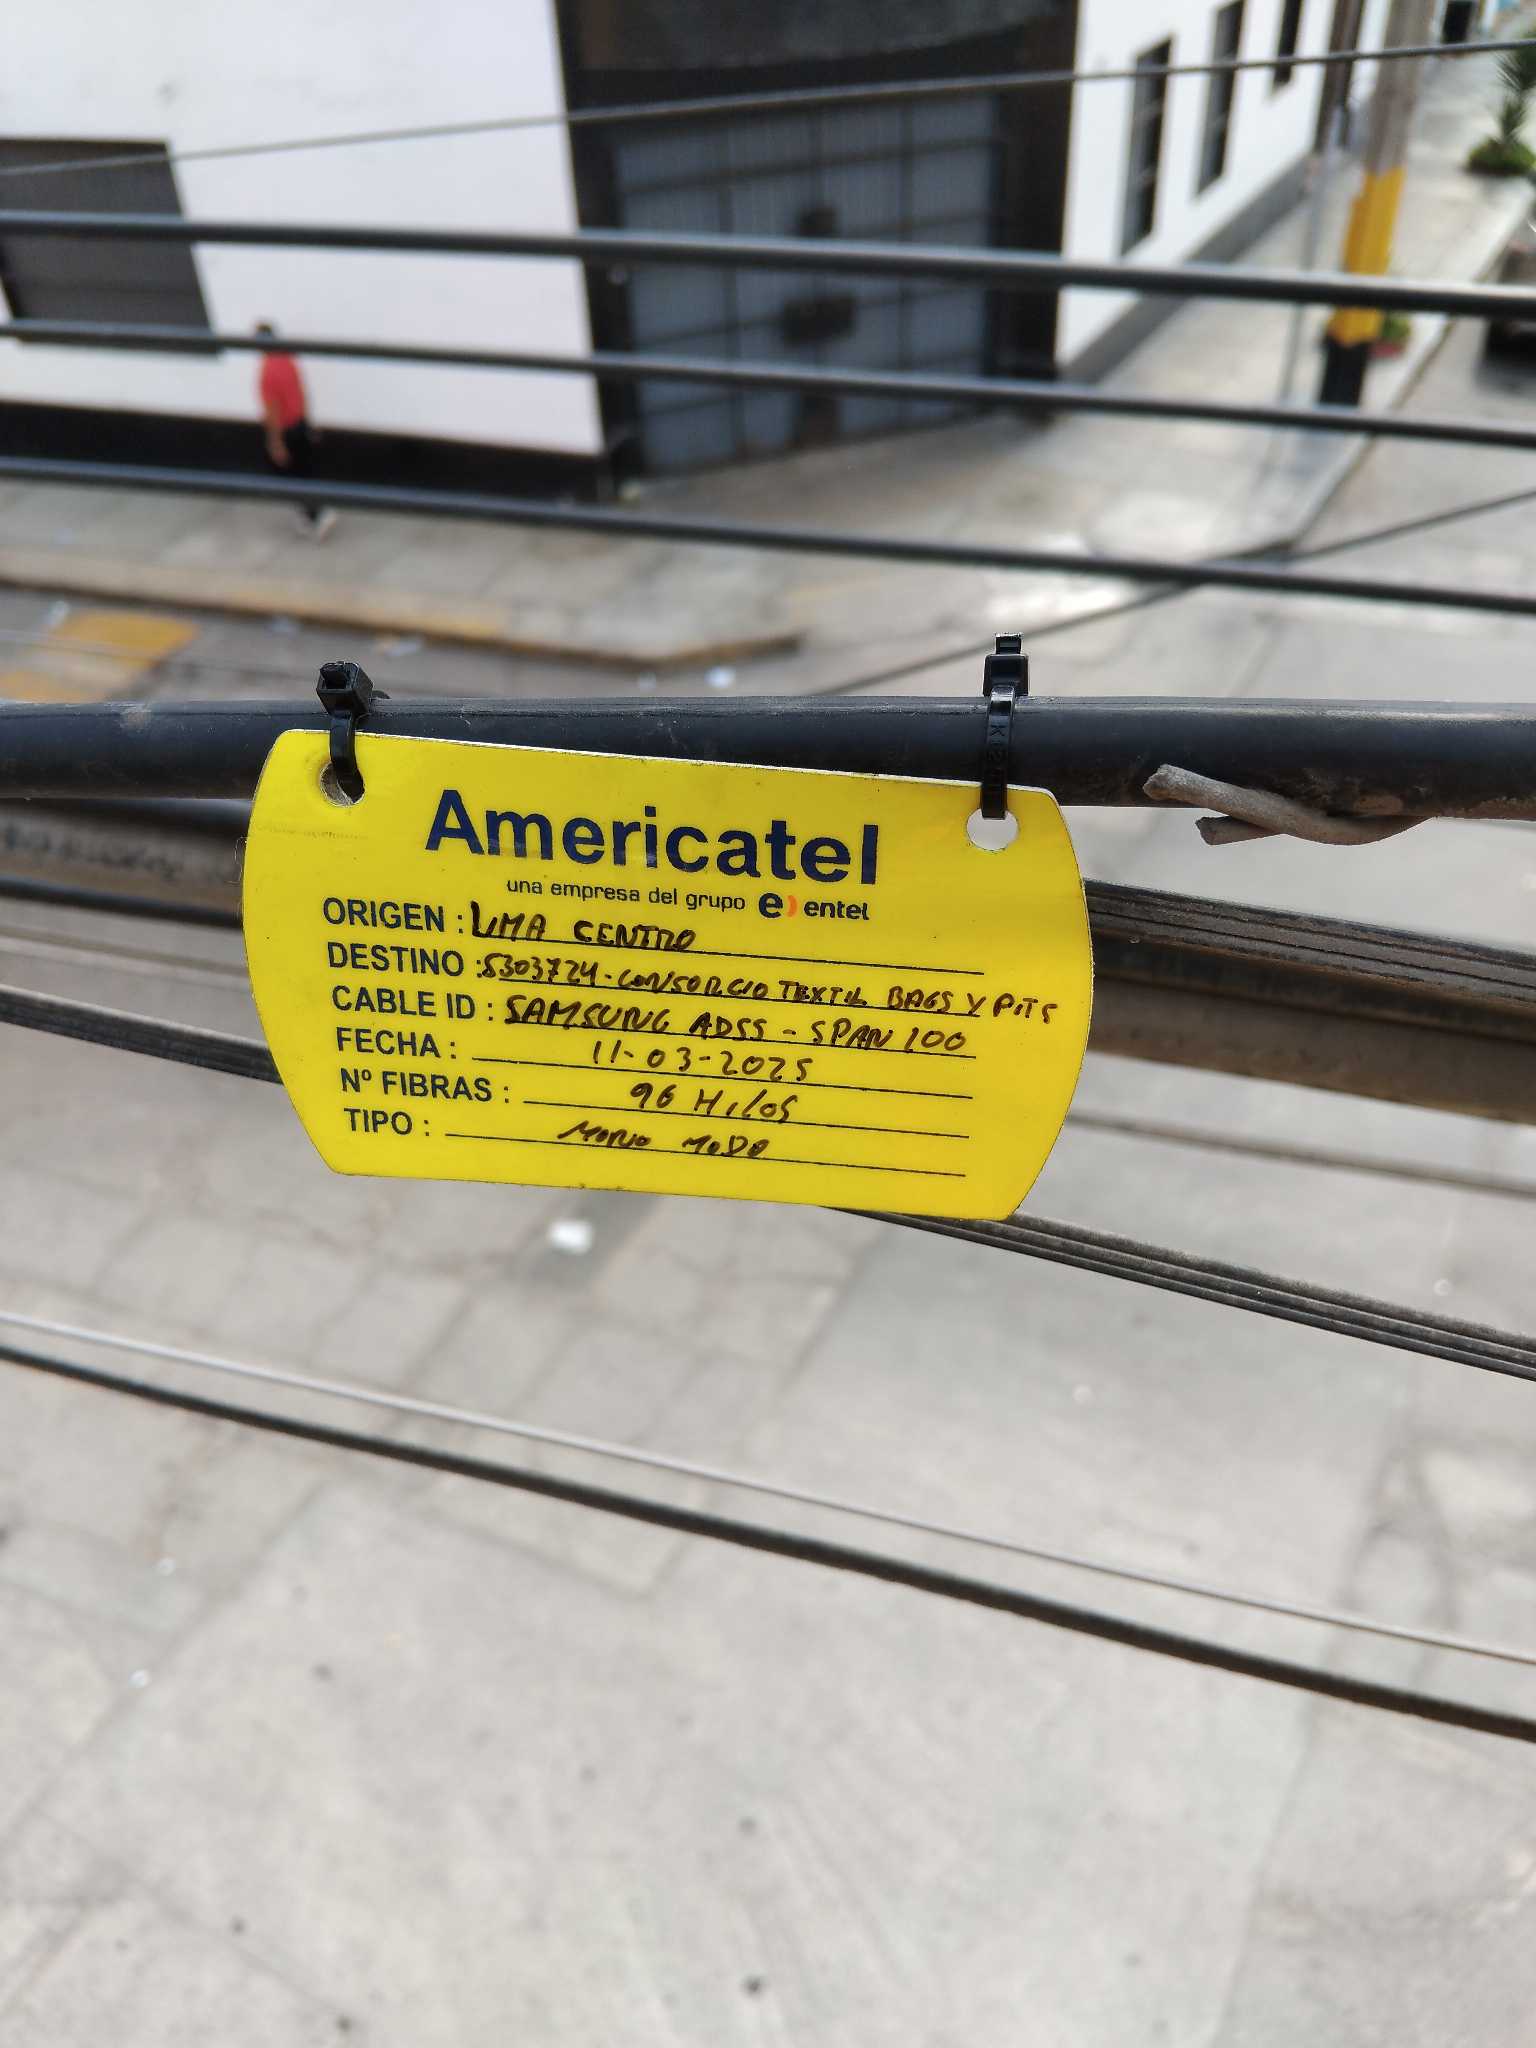 Americatel
una empresa del grupo e) entel
ORIGEN : LIMA CENTRO
DESTINO : 5303724 - CONSORCIO TEXTIL BAGS Y PITS
CABLE ID : SAMSUNG ADSS - SPAN 100
FECHA : 11-03-2025
Nº FIBRAS : 96 Hilos
TIPO : MONO MODO